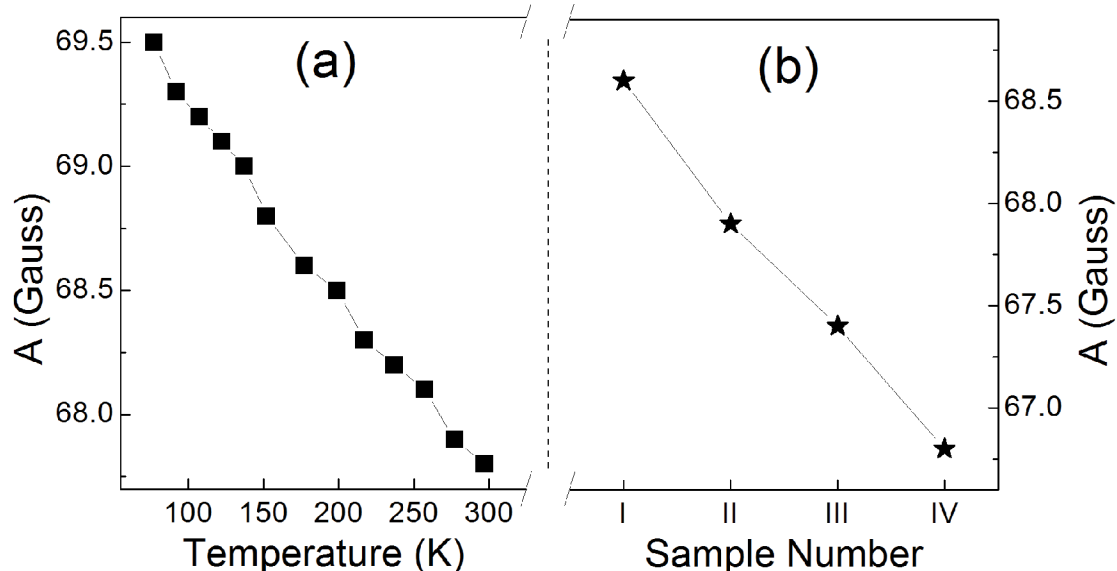 (a)
69.5
69.0
68.5
68.0
A (Gauss)
100 150 200 250 300
Temperature (K)
(b)
68.5
68.0
67.5
67.0
A (Gauss)
I II III IV
Sample Number